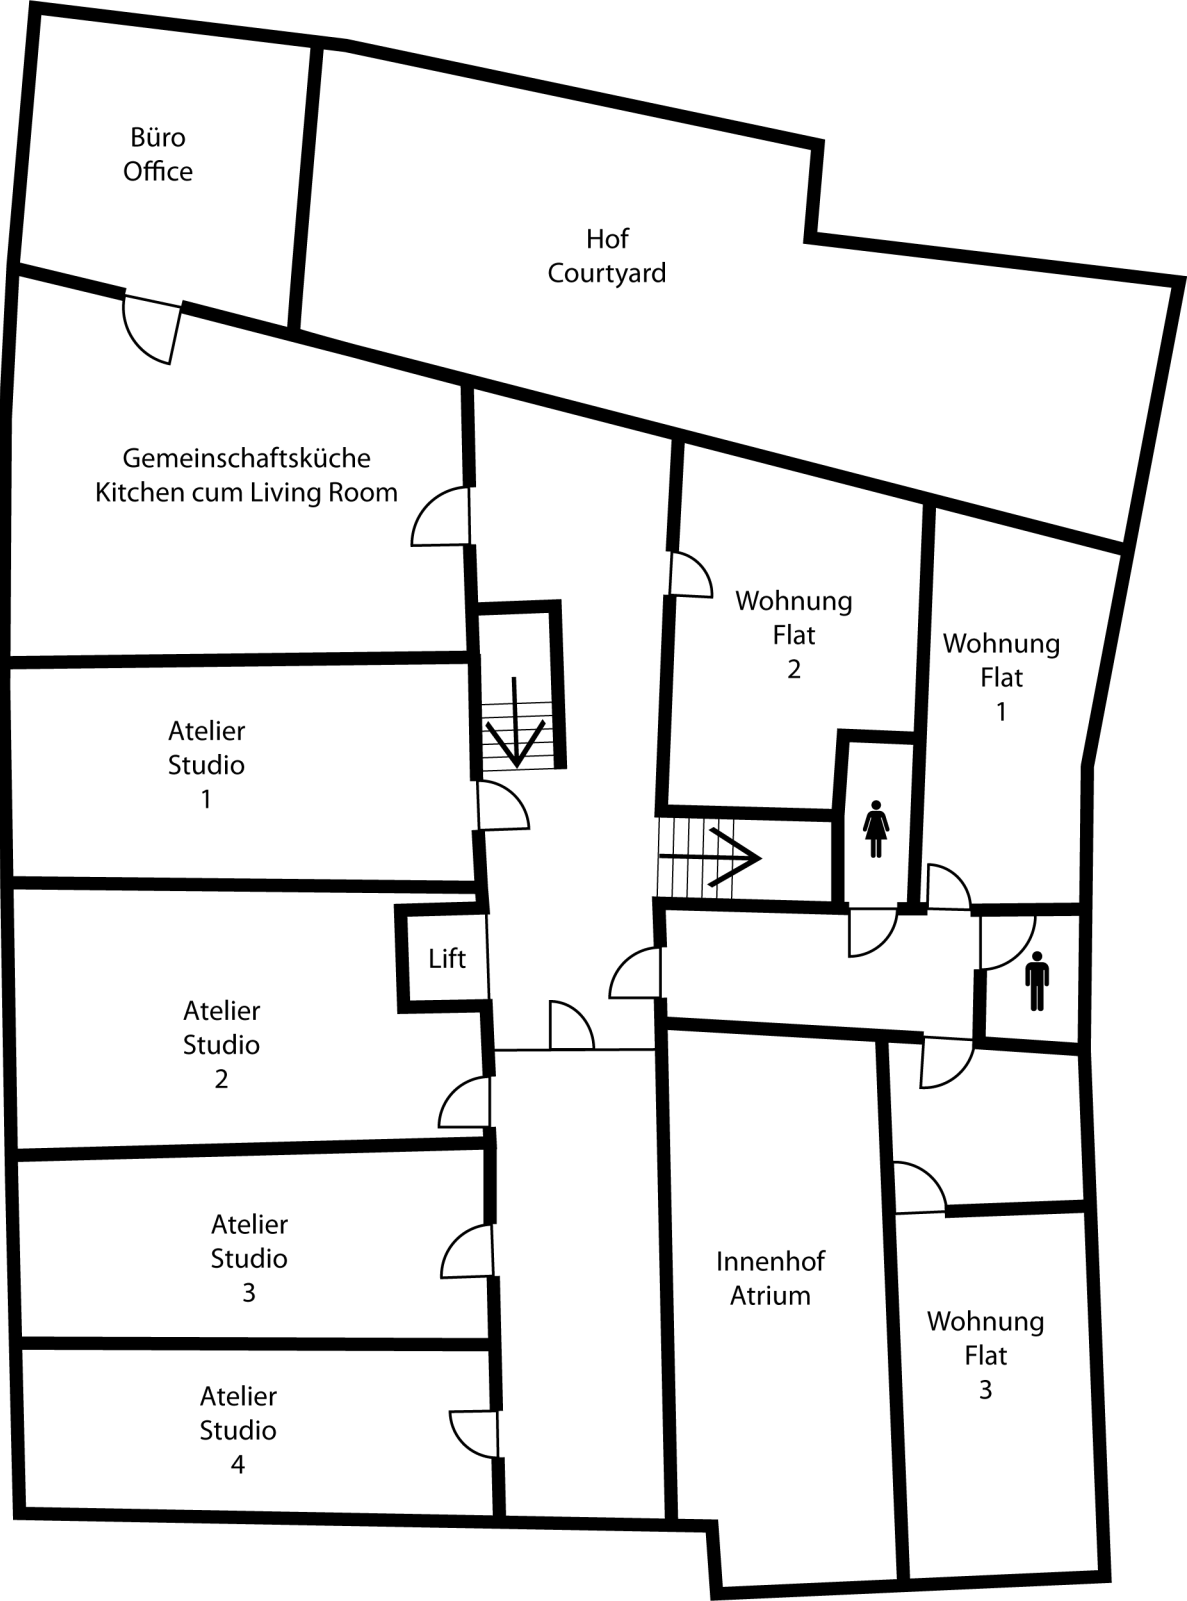 Büro
Office
Hof
Courtyard
Gemeinschaftsküche
Kitchen cum Living Room
Wohnung
Flat
2
Wohnung
Flat
1
Atelier
Studio
1
Lift
Atelier
Studio
2
Atelier
Studio
3
Innenhof
Atrium
Wohnung
Flat
3
Atelier
Studio
4